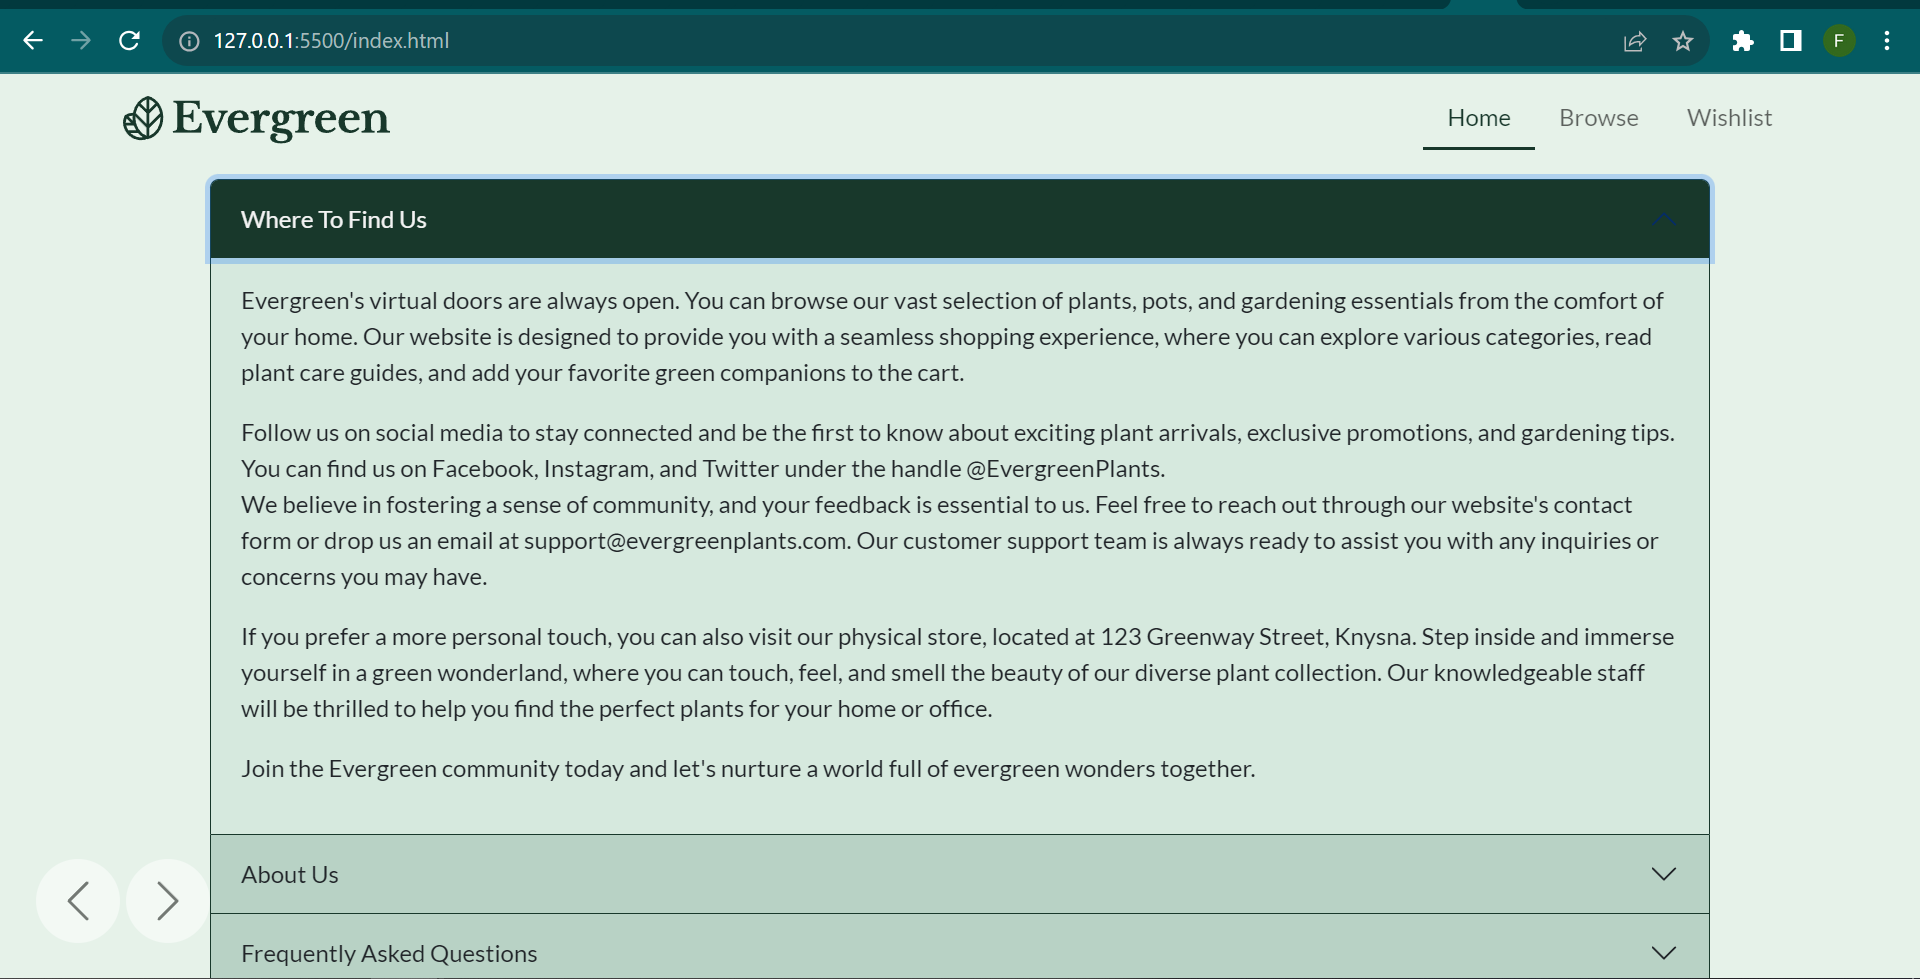 127.0.0.1:5500/index.html
F
Evergreen
Home Browse Wishlist
Where To Find Us
Evergreen's virtual doors are always open. You can browse our vast selection of plants, pots, and gardening essentials from the comfort of
your home. Our website is designed to provide you with a seamless shopping experience, where you can explore various categories, read
plant care guides, and add your favorite green companions to the cart.
Follow us on social media to stay connected and be the first to know about exciting plant arrivals, exclusive promotions, and gardening tips.
You can find us on Facebook, Instagram, and Twitter under the handle @EvergreenPlants.
We believe in fostering a sense of community, and your feedback is essential to us. Feel free to reach out through our website's contact
form or drop us an email at support@evergreenplants.com. Our customer support team is always ready to assist you with any inquiries or
concerns you may have.
If you prefer a more personal touch, you can also visit our physical store, located at 123 Greenway Street, Knysna. Step inside and immerse
yourself in a green wonderland, where you can touch, feel, and smell the beauty of our diverse plant collection. Our knowledgeable staff
will be thrilled to help you find the perfect plants for your home or office.
Join the Evergreen community today and let's nurture a world full of evergreen wonders together.
About Us
Frequently Asked Questions